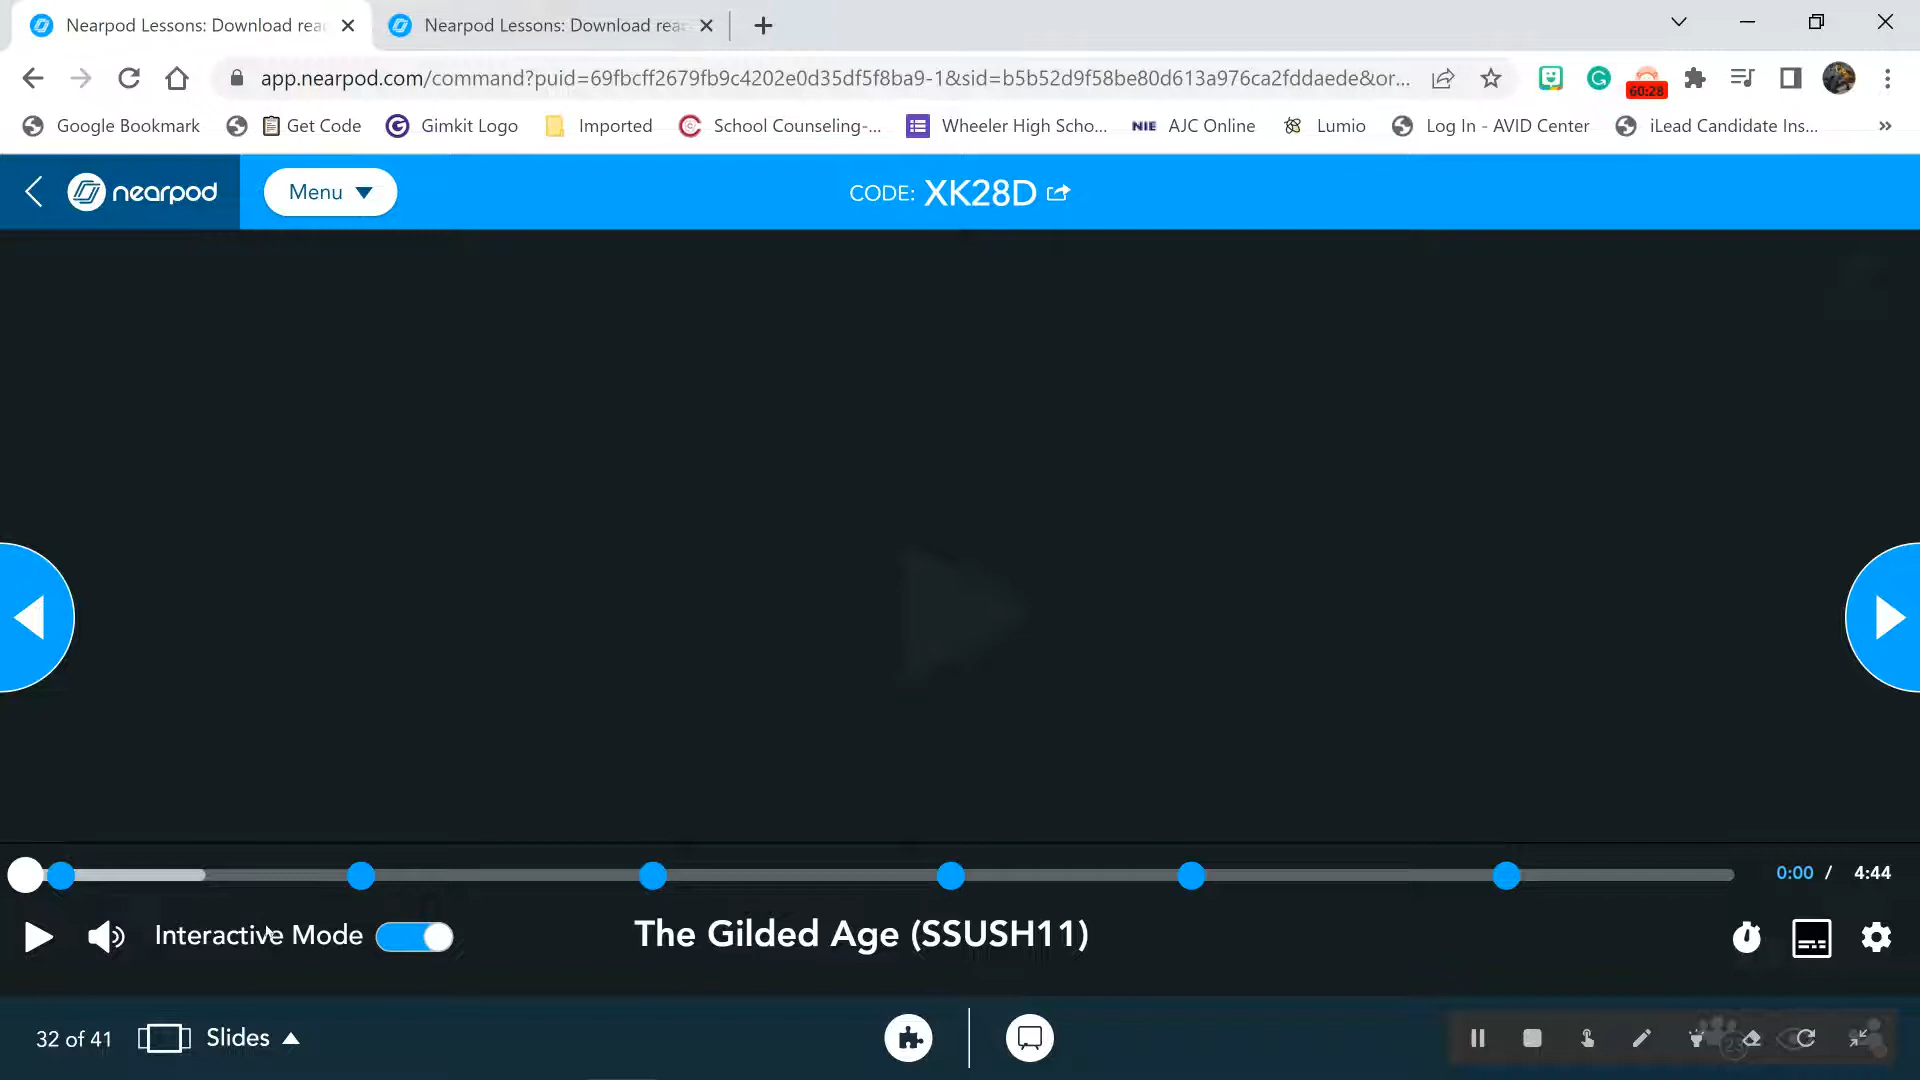 Nearpod Lessons: Download rea
Nearpod Lessons: Download rea
app.nearpod.com/command?puid=69fbcff2679fb9c4202e0d35df5f8ba9-1&sid=b5b52d9f58be80d613a976ca2fddaede&or...
60:28
Google Bookmark
Get Code
Gimkit Logo
Imported
School Counseling-...
Wheeler High Scho...
NIE AJC Online
Lumio
Log In - AVID Center
iLead Candidate Ins...
nearpod
Menu
CODE: XK28D
0:00 / 4:44
Interactive Mode
The Gilded Age (SSUSH11)
32 of 41
Slides